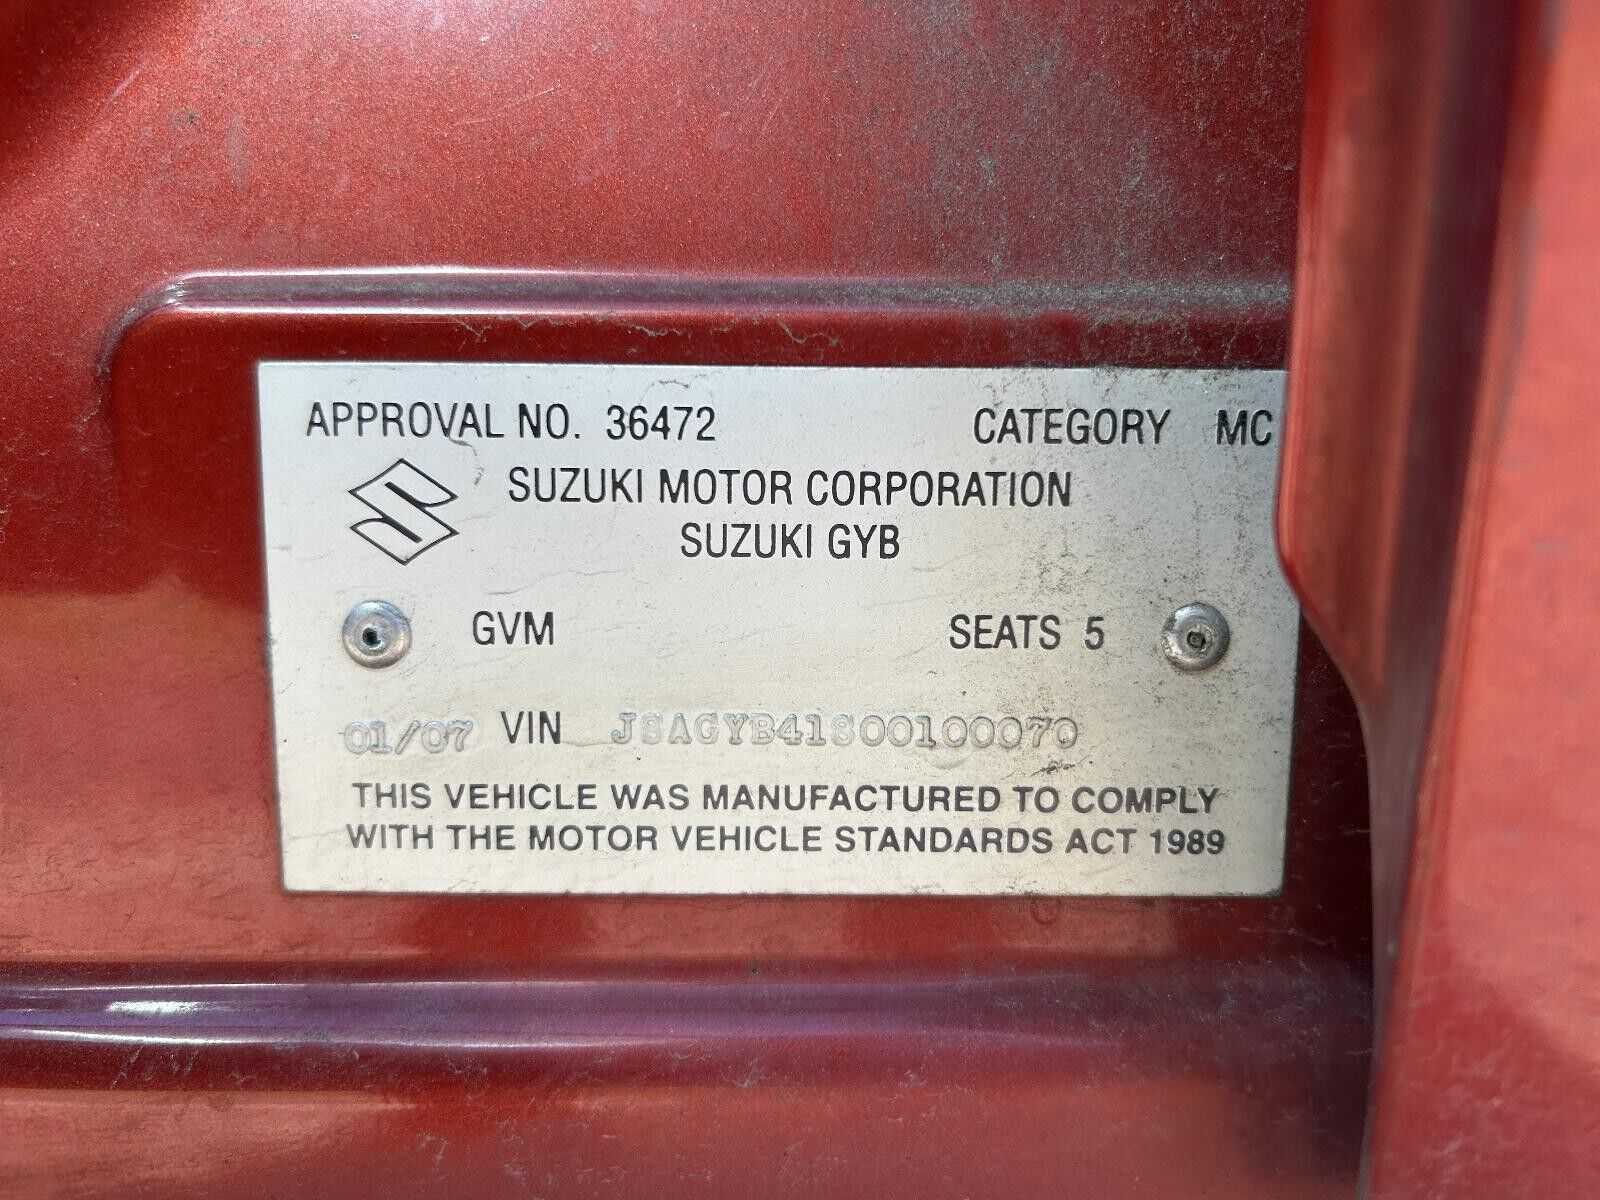 APPROVAL NO. 36472 CATEGORY MC
SUZUKI MOTOR CORPORATION
SUZUKI GYB
GVM SEATS 5
01/07 VIN JSAGYB41S00100070
THIS VEHICLE WAS MANUFACTURED TO COMPLY
WITH THE MOTOR VEHICLE STANDARDS ACT 1989